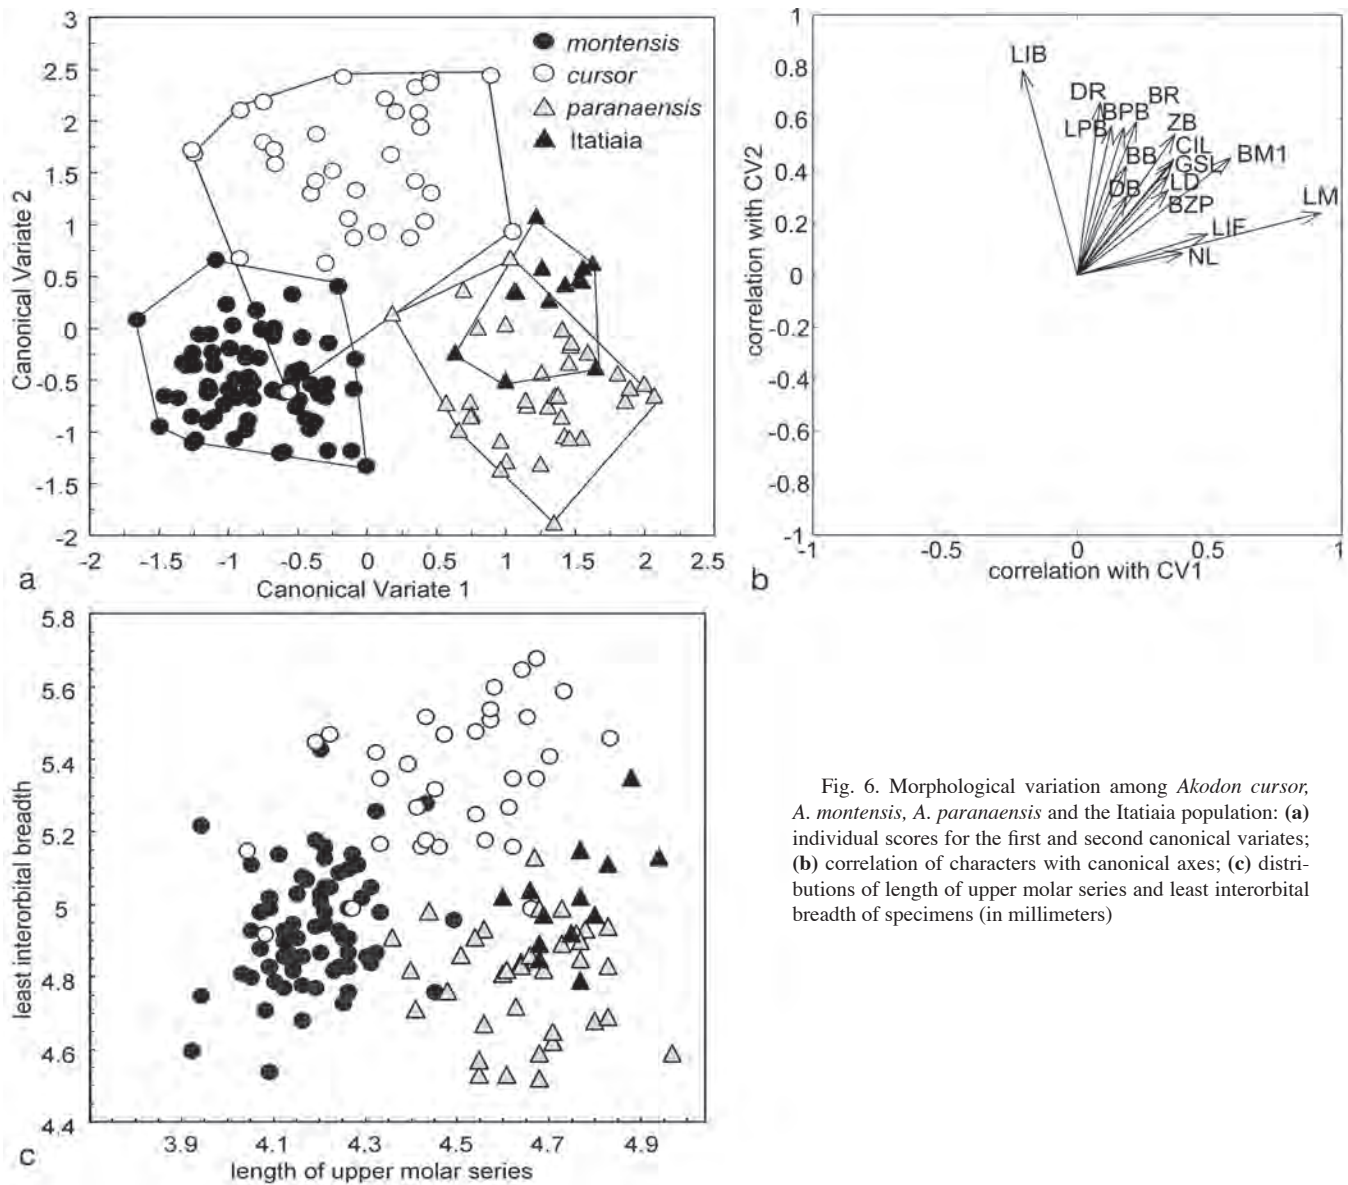 3
2.5
2
1.5
1
0.5
0
-0.5
-1
-1.5
-2
Canonical Variate 2
-2 -1.5 -1 -0.5 0 0.5 1 1.5 2 2.5
Canonical Variate 1
montensis
cursor
paranaensis
Itatiaia
a
1
0.8
0.6
0.4
0.2
0
-0.2
-0.4
-0.6
-0.8
-1
correlation with CV2
-1 -0.5 0 0.5 1
correlation with CV1
LIB
DR
BPB
BR
LPB
ZB
BB
CIL
GSL
BM1
DB
LD
BZP
LM
LIF
NL
b
5.8
5.6
5.4
5.2
5
4.8
4.6
4.4
least interorbital breadth
3.9 4.1 4.3 4.5 4.7 4.9
length of upper molar series
c
Fig. 6. Morphological variation among Akodon cursor,
A. montensis, A. paranaensis and the Itatiaia population: (a)
individual scores for the first and second canonical variates;
(b) correlation of characters with canonical axes; (c) distri-
butions of length of upper molar series and least interorbital
breadth of specimens (in millimeters)